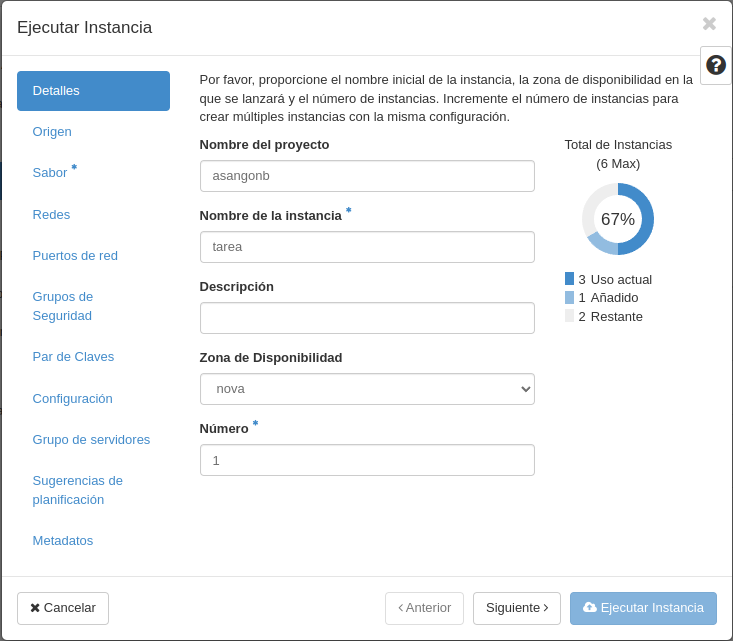 Ejecutar Instancia
Detalles
Origen
Sabor *
Redes
Puertos de red
Grupos de
Seguridad
Par de Claves
Configuración
Grupo de servidores
Sugerencias de
planificación
Metadatos
Por favor, proporcione el nombre inicial de la instancia, la zona de disponibilidad en la
que se lanzará y el número de instancias. Incremente el número de instancias para
crear múltiples instancias con la misma configuración.
Nombre del proyecto
asangonb
Nombre de la instancia *
tarea
Descripción
Zona de Disponibilidad
nova
Número *
1
Total de Instancias
(6 Max)
67%
3 Uso actual
1 Añadido
2 Restante
Cancelar
Anterior
Siguiente
Ejecutar Instancia